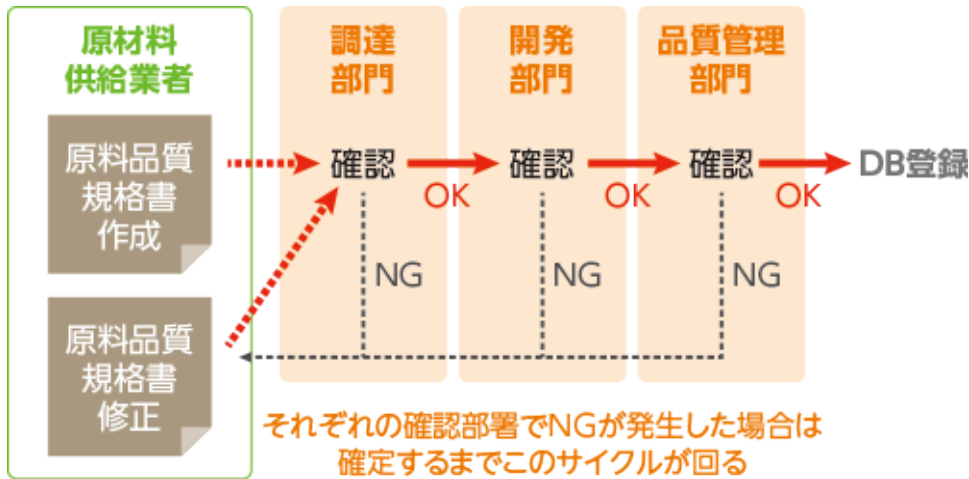 原材料
供給業者
原料品質
規格書
作成
原料品質
規格書
修正
調達
部門
確認
OK
NG
開発
部門
確認
OK
NG
品質管理
部門
確認
OK
NG
DB登録
それぞれの確認部署でNGが発生した場合は
確定するまでこのサイクルが回る